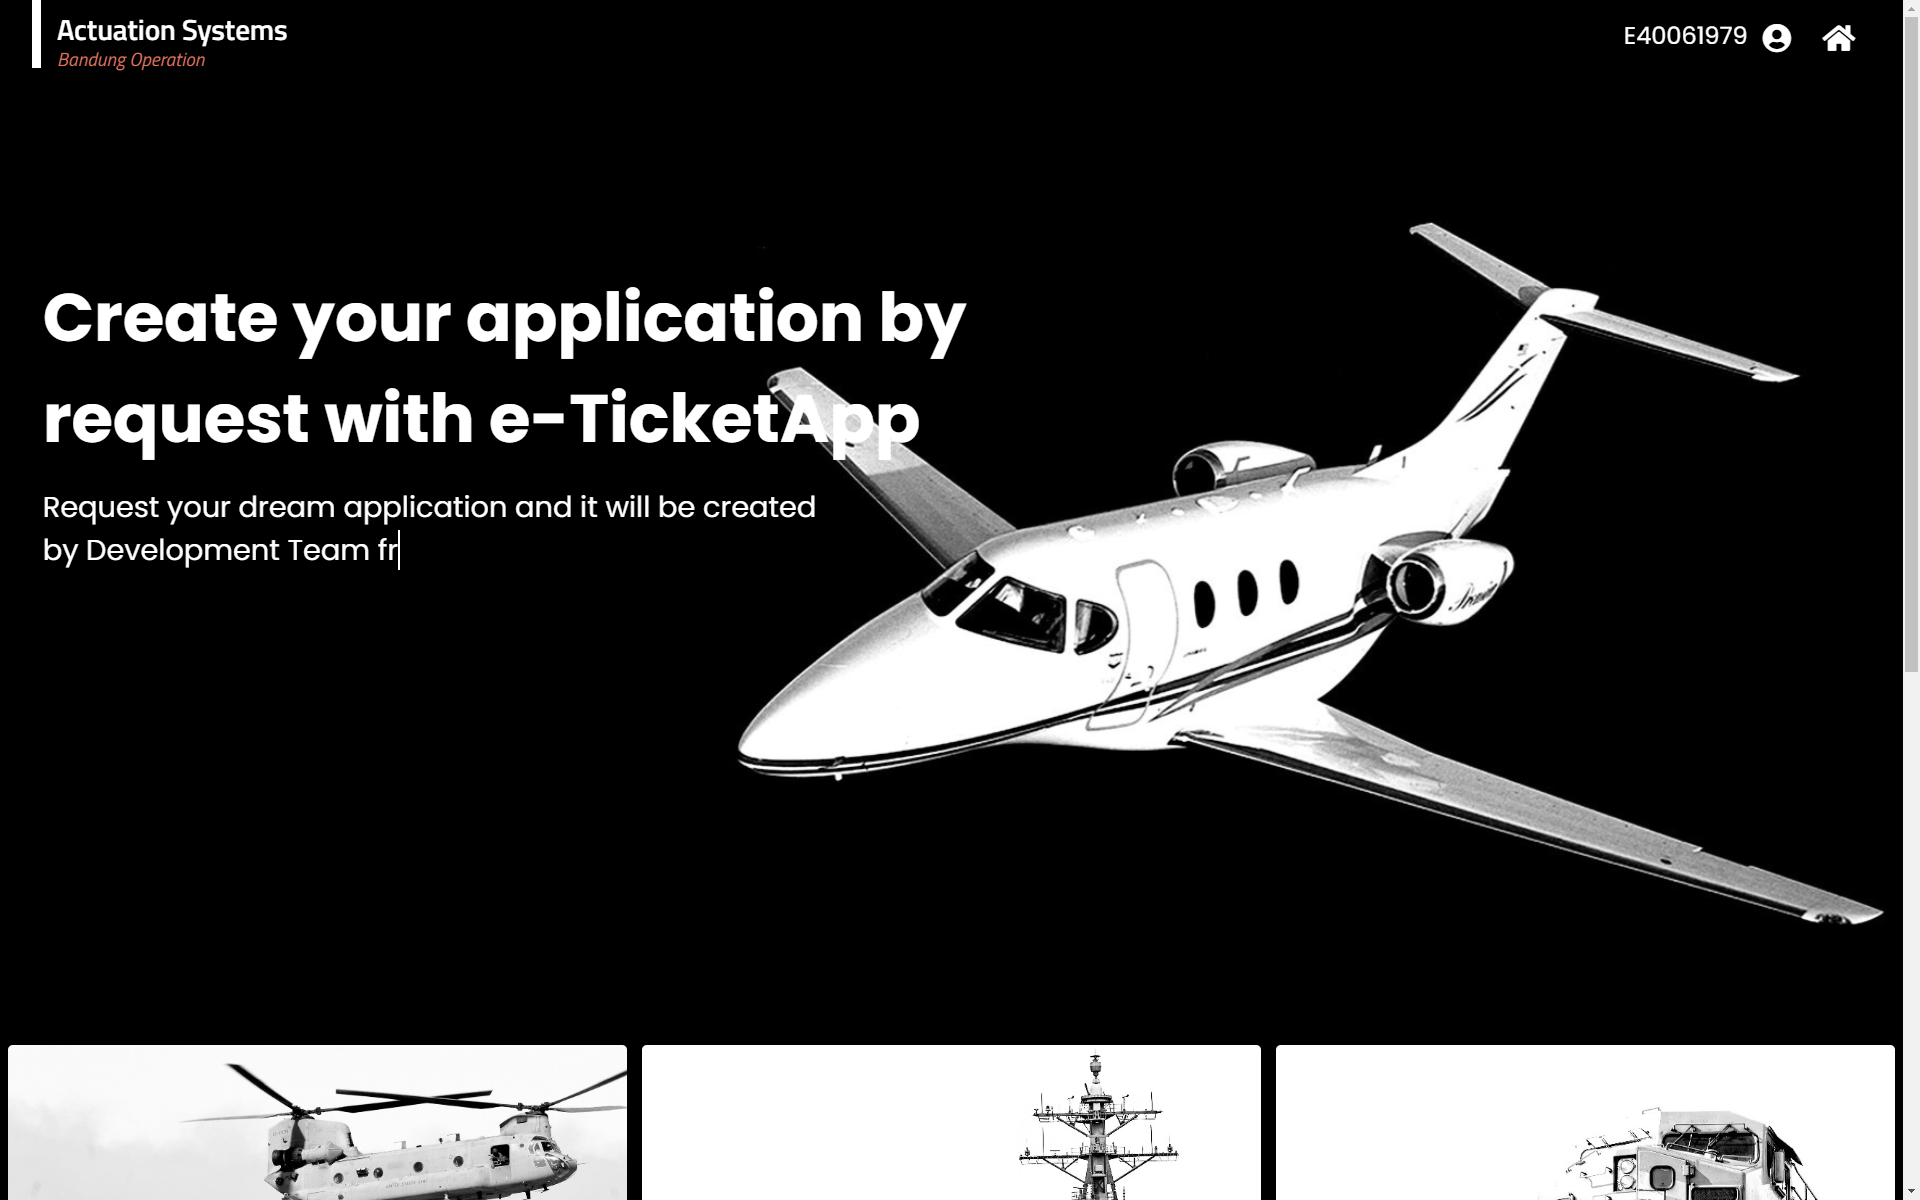 Actuation Systems
Bandung Operation
E40061979
Create your application by
request with e-TicketApp
Request your dream application and it will be created
by Development Team fr